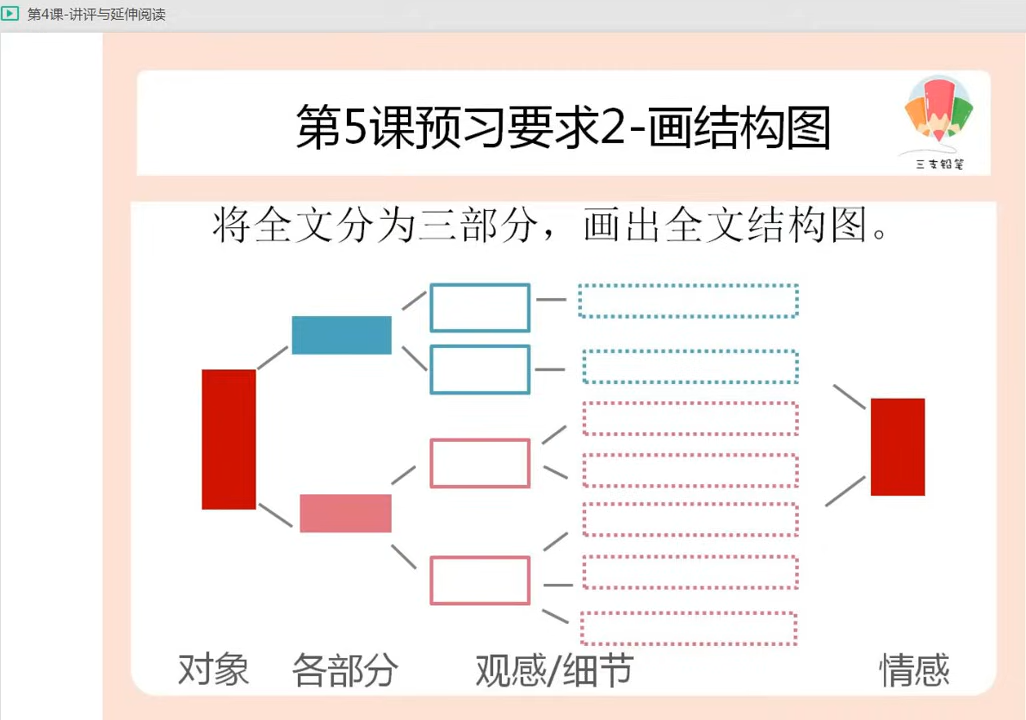 第4课-讲评与延伸阅读
第5课预习要求2-画结构图
三支铅笔
将全文分为三部分，画出全文结构图。
对象 各部分 观感/细节 情感